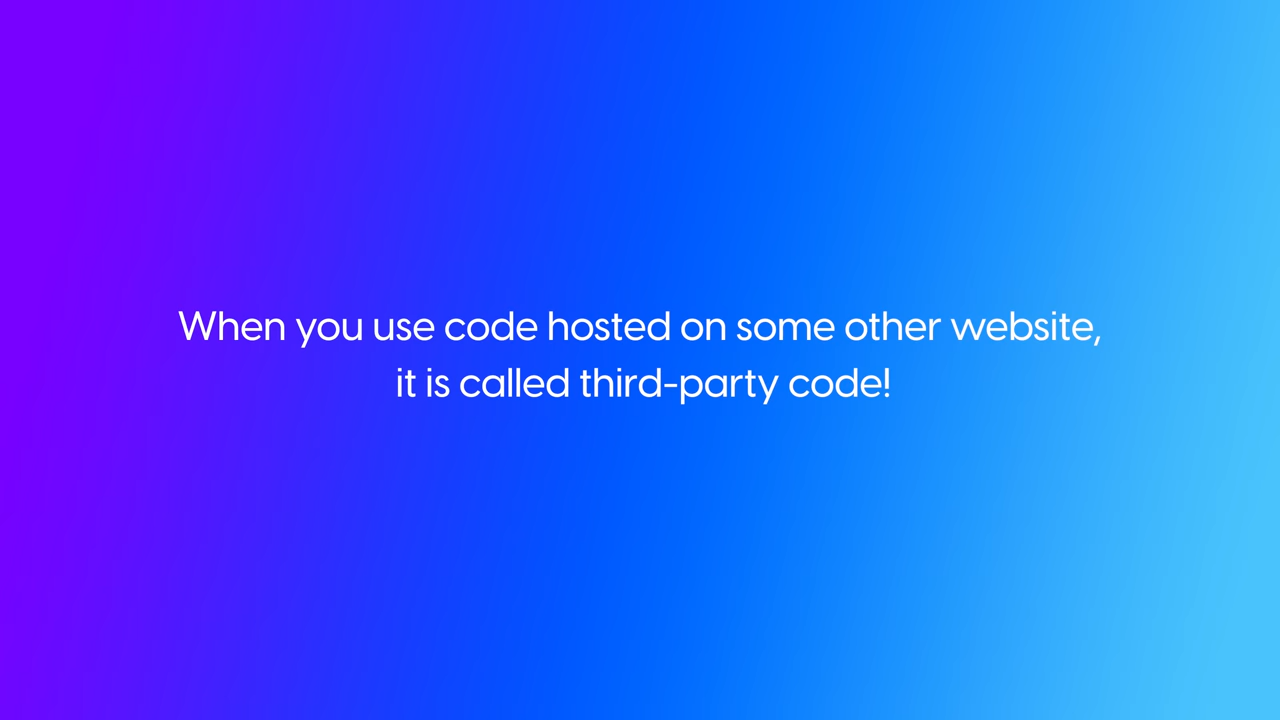 When you use code hosted on some other website,
it is called third-party code!